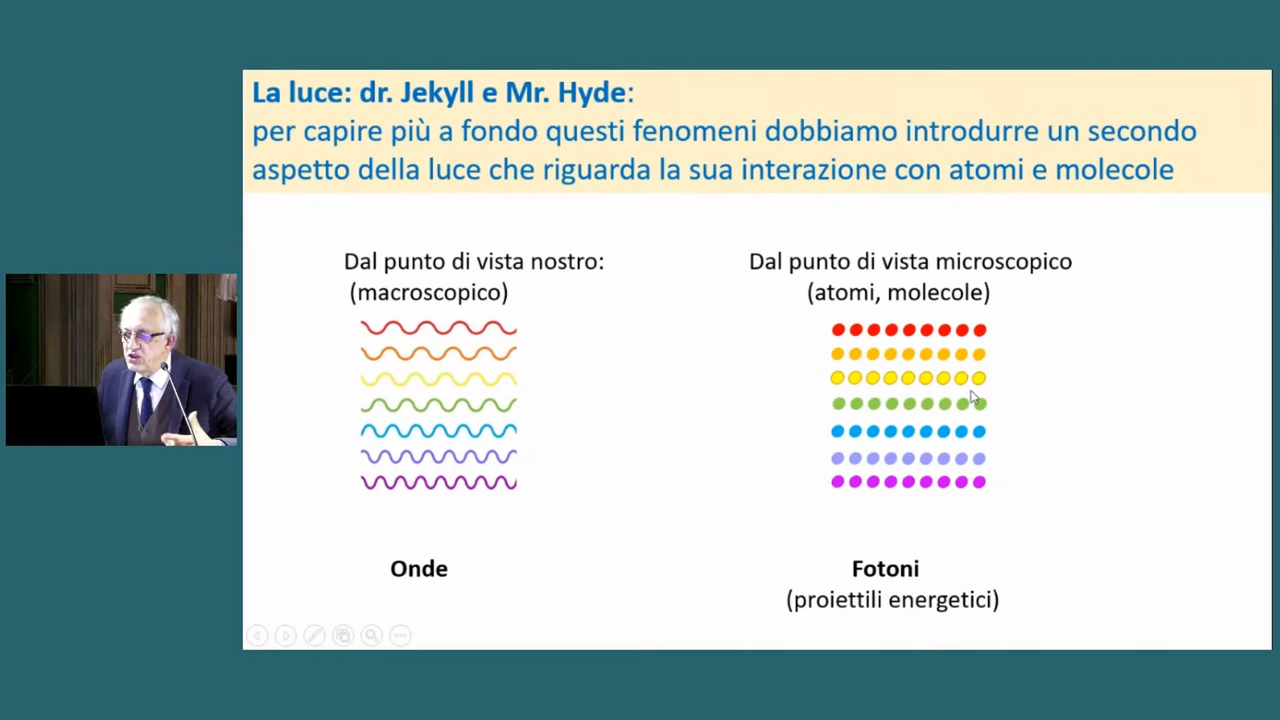 La luce: dr. Jekyll e Mr. Hyde:
per capire più a fondo questi fenomeni dobbiamo introdurre un secondo
aspetto della luce che riguarda la sua interazione con atomi e molecole
Dal punto di vista nostro:
(macroscopico)
Dal punto di vista microscopico
(atomi, molecole)
Onde
Fotoni
(proiettili energetici)